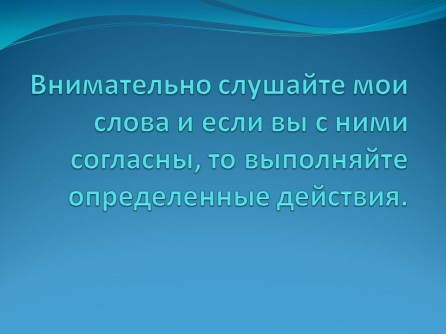 Внимательно слушайте мои
слова и если вы с ними
согласны, то выполняйте
определенные действия.